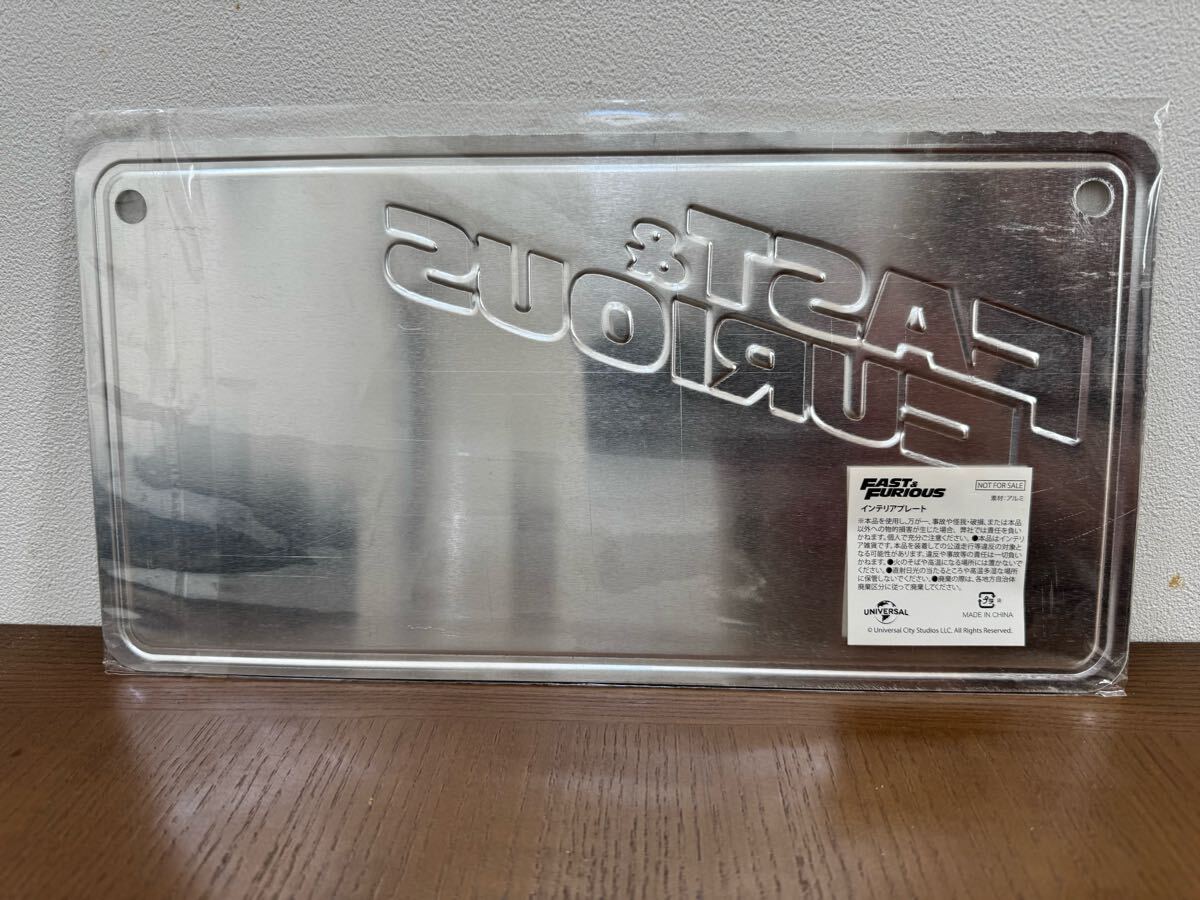 FAST &
FURIOUS
FAST &
FURIOUS
NOT FOR SALE
素材:アルミ
インテリアプレート
※本品を使用し、万が一、事故や怪我・破損、または本品
以外への物的損害が生じた場合、弊社では責任を負い
かねます。個人で充分ご注意ください。●本品はインテリ
ア雑貨です。本品を装着しての公道走行等違反の対象と
なる可能性があります。違反や事故等の責任は一切負い
かねます。●火のそばや高温になる場所には置かないで
ください。●直射日光の当たるところや高温多湿な場所
に保管しないでください。●廃棄の際は、各地方自治体
廃棄区分に従って廃棄してください。
UNIVERSAL
プラ
袋
MADE IN CHINA
© Universal City Studios LLC. All Rights Reserved.